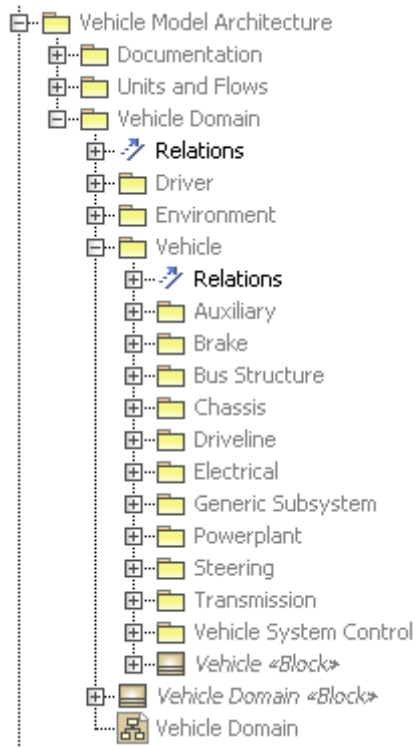 Vehicle Model Architecture
Documentation
Units and Flows
Vehicle Domain
Relations
Driver
Environment
Vehicle
Relations
Auxiliary
Brake
Bus Structure
Chassis
Driveline
Electrical
Generic Subsystem
Powerplant
Steering
Transmission
Vehicle System Control
Vehicle «Block»
Vehicle Domain «Block»
Vehicle Domain